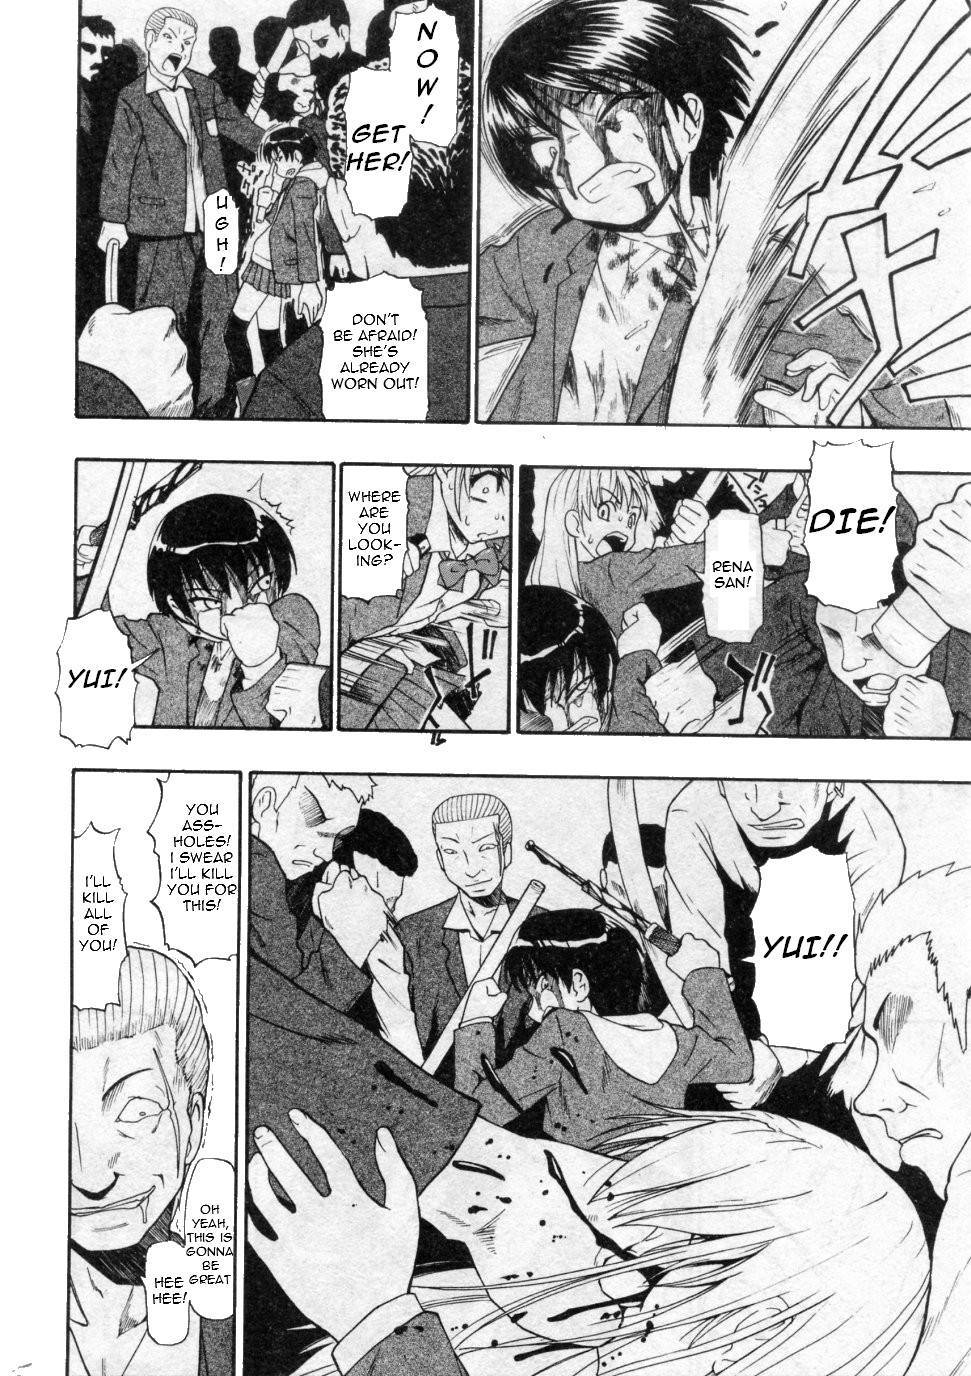 NOW!
GET
HER!
UGH!
DON'T
BE AFRAID!
SHE'S
ALREADY
WORN OUT!
DIE!
RENA
SAN!
WHERE
ARE
YOU
LOOK-
ING?
YUI!
YUI!!
YOU
ASS-
HOLES!
I SWEAR
I'LL KILL
YOU FOR
THIS!
I'LL
KILL
ALL
OF
YOU!
OH
YEAH,
THIS IS
GONNA
BE
GREAT
HEE
HEE!